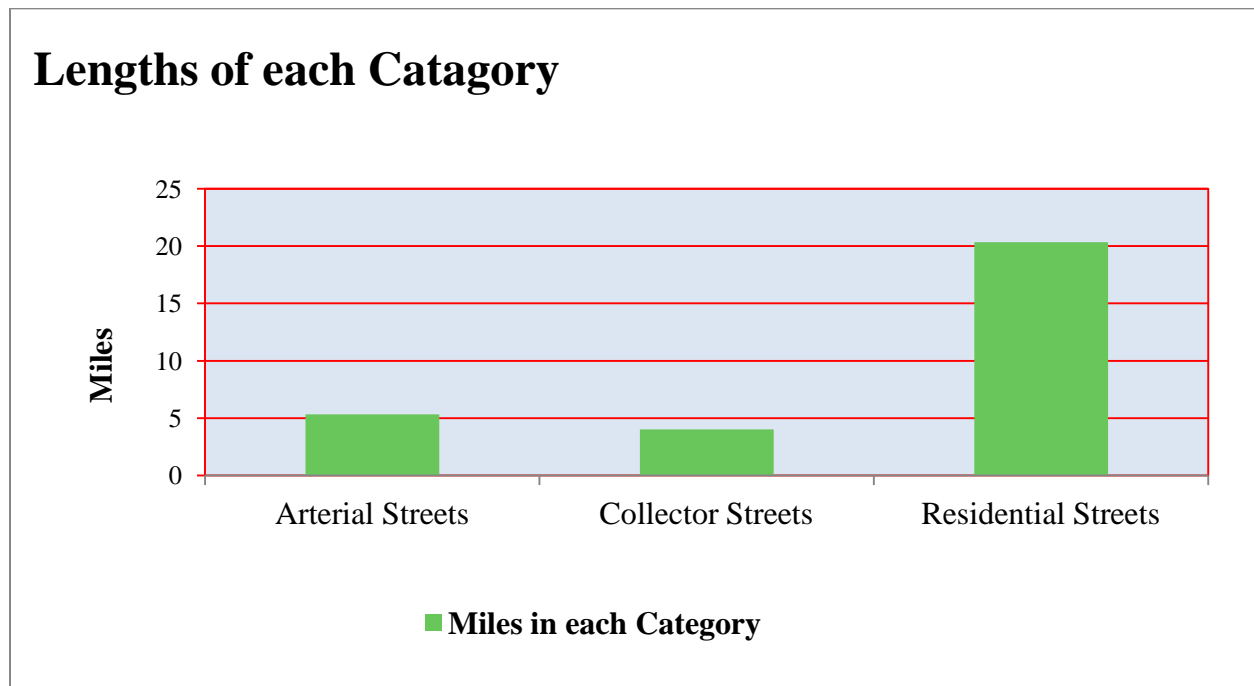 Lengths of each Catagory
25
20
15
10
5
0
Miles
Arterial Streets Collector Streets Residential Streets
Miles in each Category